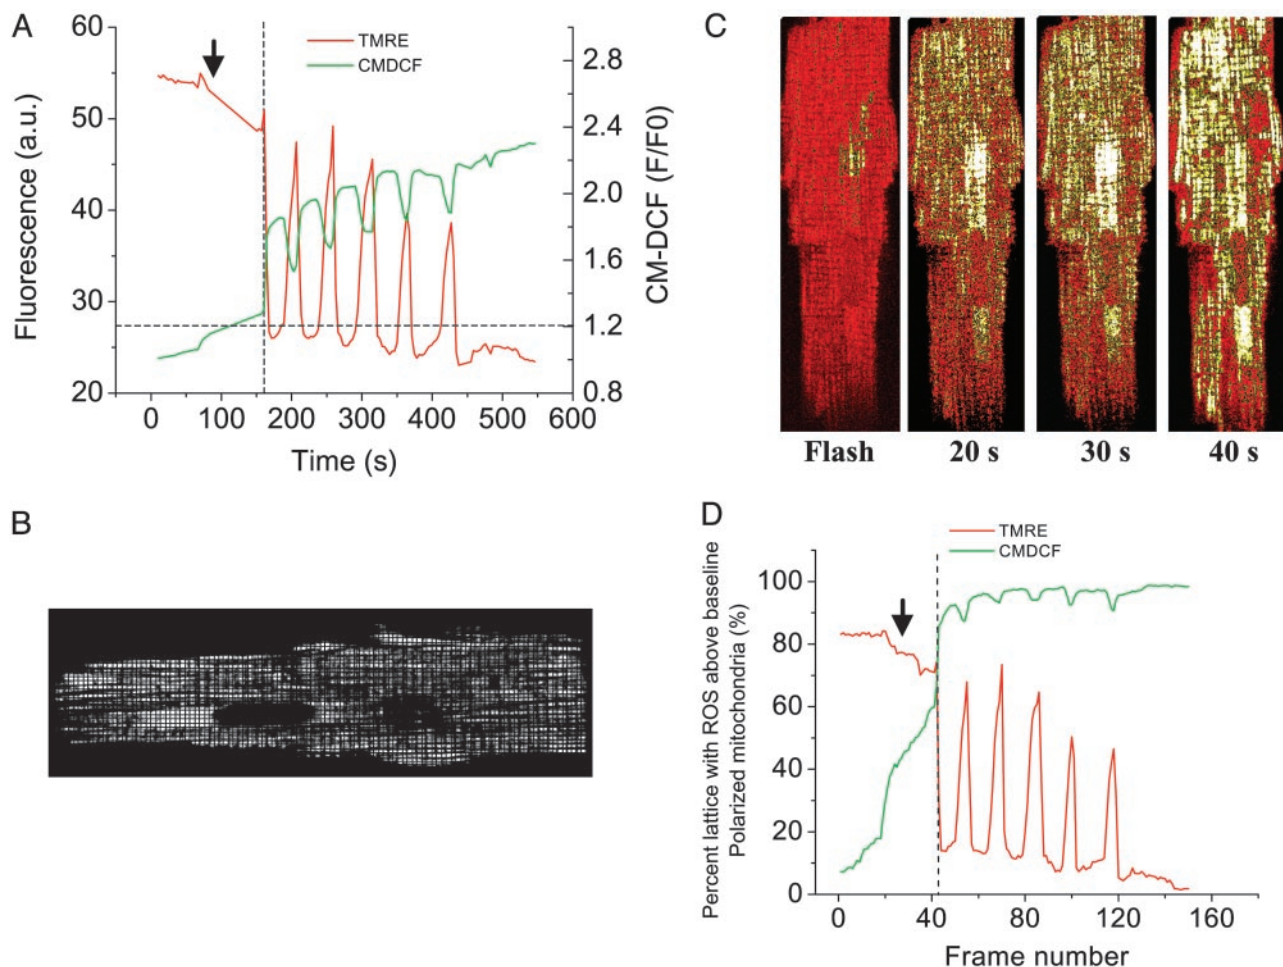 A
TMRE
CMDCF
Fluorescence (a.u.)
60
50
40
30
20
CM-DCF (F/F0)
2.8
2.4
2.0
1.6
1.2
0.8
0 100 200 300 400 500 600
Time (s)
B
C
Flash 20 s 30 s 40 s
D
TMRE
CMDCF
Percent lattice with ROS above baseline
Polarized mitochondria (%)
100
80
60
40
20
0
0 40 80 120 160
Frame number